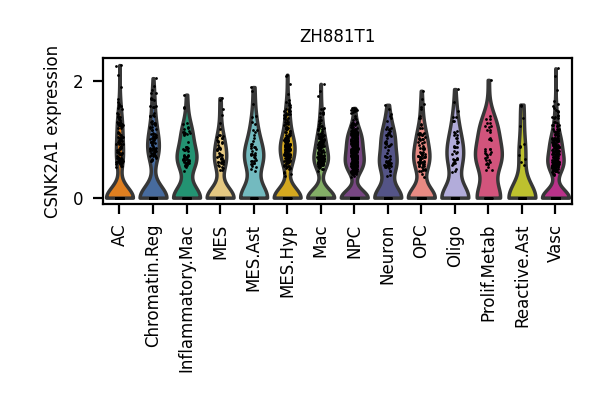 ZH881T1
CSNK2A1 expression
2
0
AC
Chromatin.Reg
Inflammatory.Mac
MES
MES.Ast
MES.Hyp
Mac
NPC
Neuron
OPC
Oligo
Prolif.Metab
Reactive.Ast
Vasc